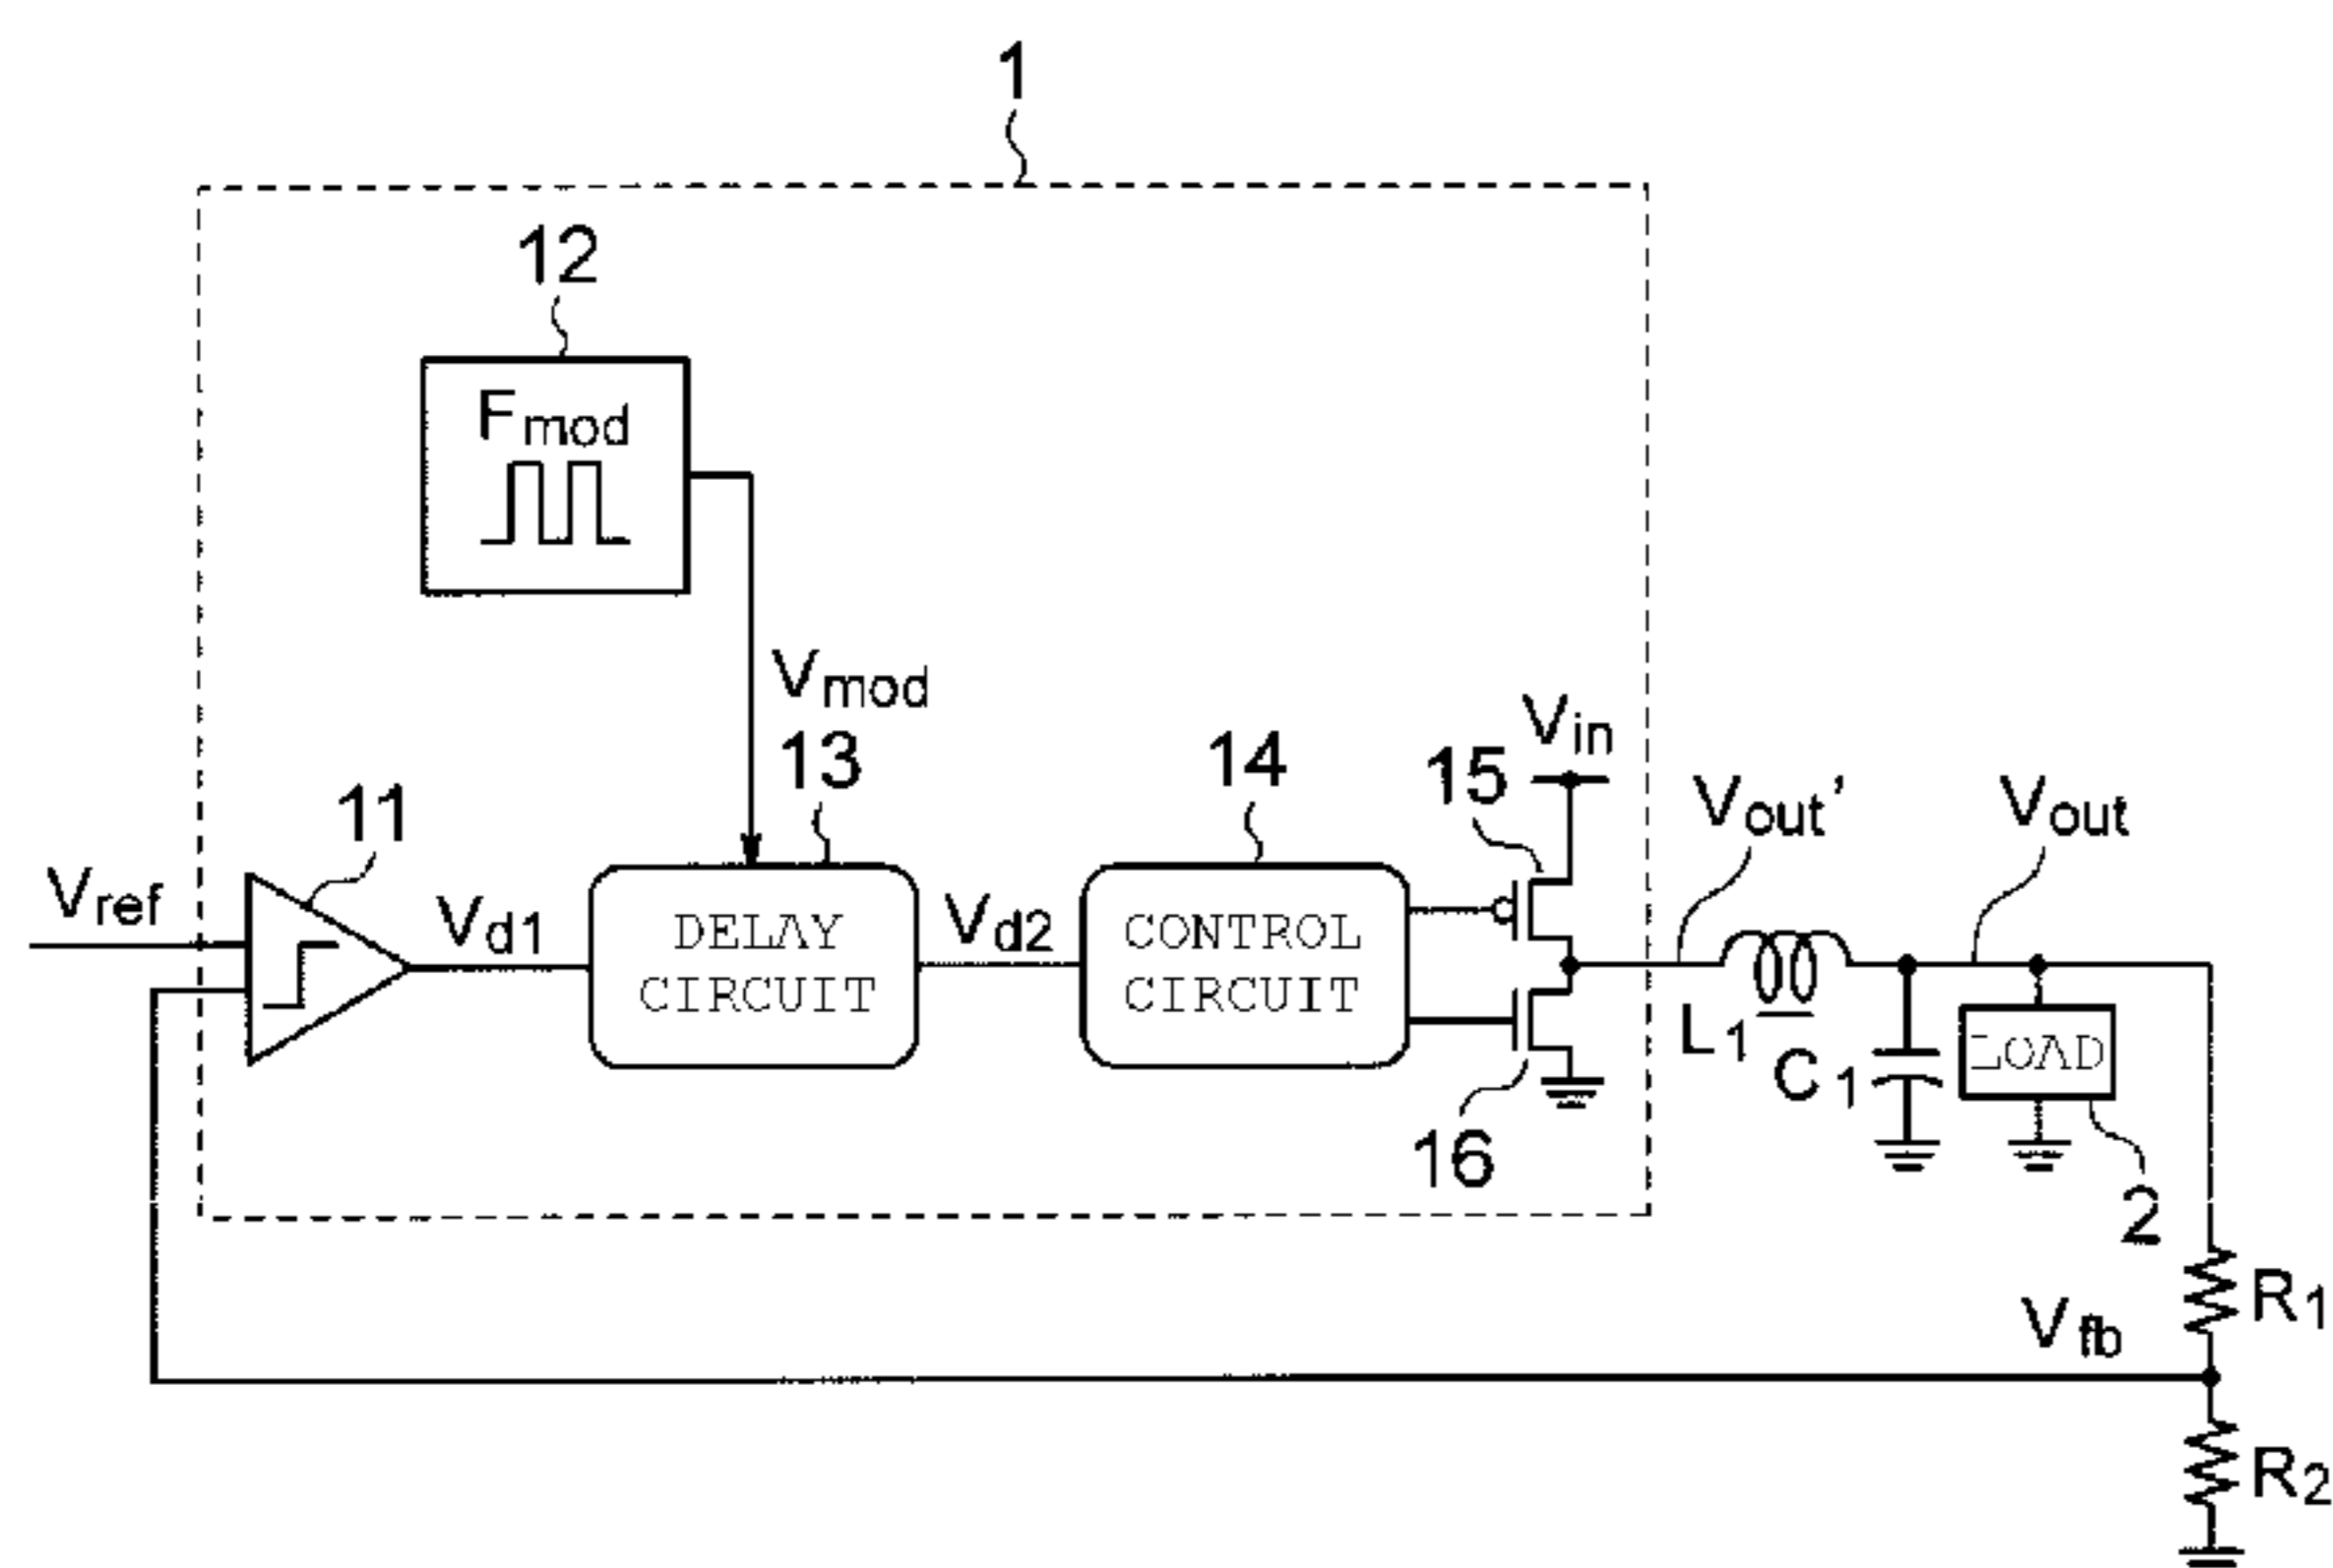 1
12
Fmod
Vmod
13
14
15
Vin
Vout'
Vout
11
Vref
Vd1
DELAY
CIRCUIT
Vd2
CONTROL
CIRCUIT
L1
C1
LOAD
16
2
R1
Vfb
R2